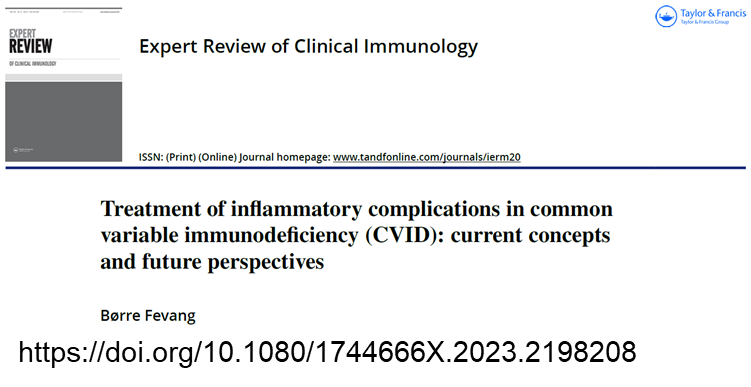 EXPERT
REVIEW
OF CLINICAL IMMUNOLOGY
Taylor & Francis
Taylor & Francis Group
Expert Review of Clinical Immunology
ISSN: (Print) (Online) Journal homepage: www.tandfonline.com/journals/ierm20
Treatment of inflammatory complications in common
variable immunodeficiency (CVID): current concepts
and future perspectives
Børre Fevang
https://doi.org/10.1080/1744666X.2023.2198208